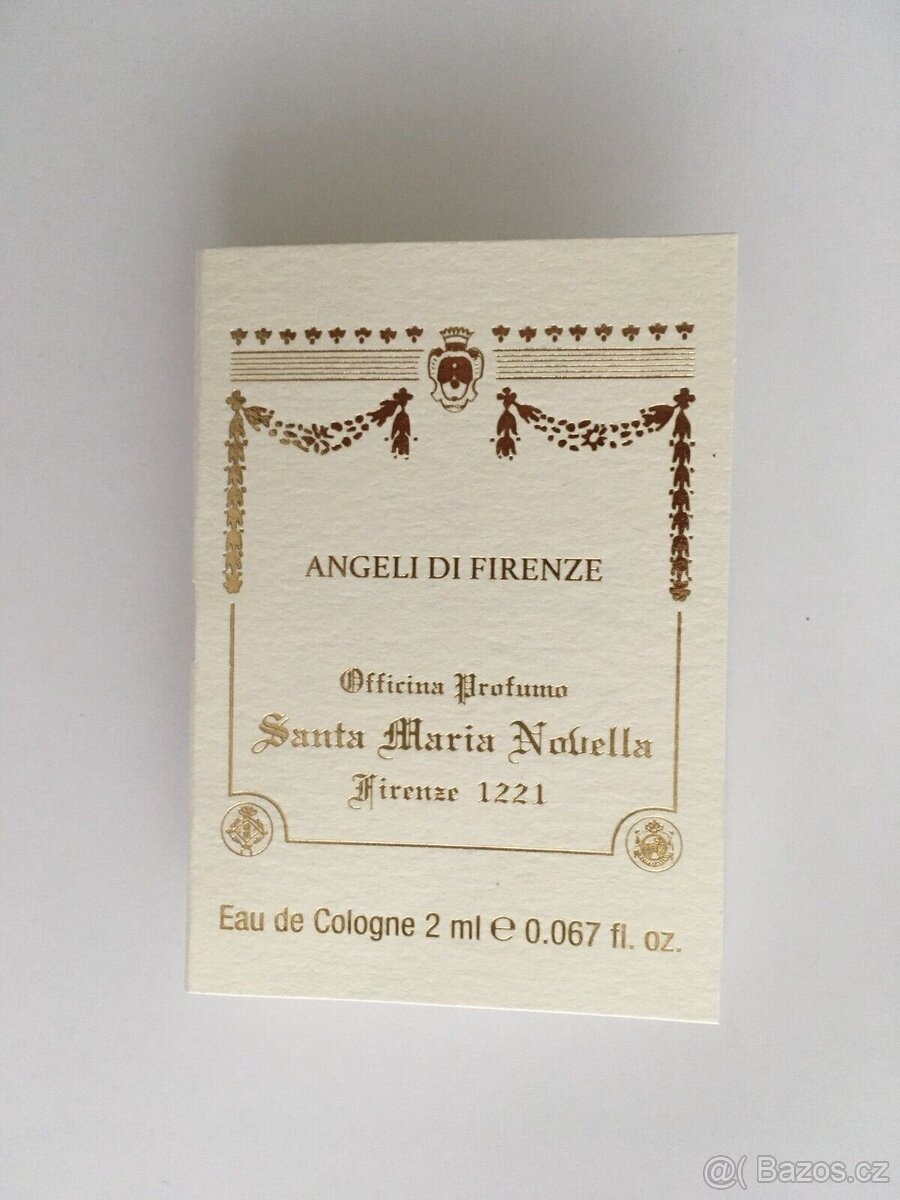 ANGELI DI FIRENZE
Officina Profumo
Santa Maria Novella
Firenze 1221
Eau de Cologne 2 ml ℮ 0.067 fl. oz.
@( Bazos.cz